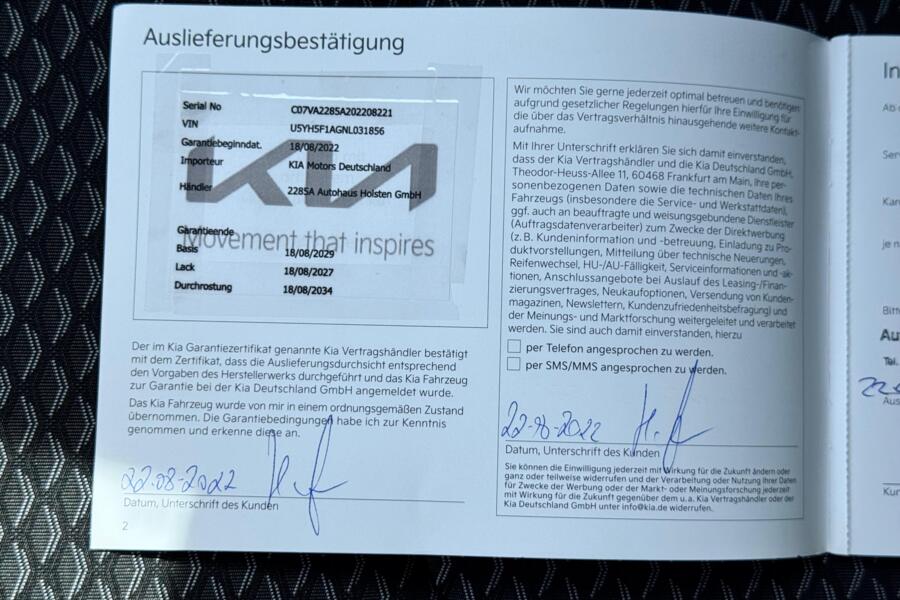 Auslieferungsbestätigung
Serial No C07VA228SA202208221
VIN U5YH5F1AGNL031856
Garantiebeginndat. 18/08/2022
Importeur KIA Motors Deutschland
Händler 228SA Autohaus Holsten GmbH
KIA
Garantieende
Movement that inspires
Basis 18/08/2029
Lack 18/08/2027
Durchrostung 18/08/2034
Der im Kia Garantiezertifikat genannte Kia Vertragshändler bestätigt
mit dem Zertifikat, dass die Auslieferungsdurchsicht entsprechend
den Vorgaben des Herstellerwerks durchgeführt und das Kia Fahrzeug
zur Garantie bei der Kia Deutschland GmbH angemeldet wurde.
Das Kia Fahrzeug wurde von mir in einem ordnungsgemäßen Zustand
übernommen. Die Garantiebedingungen habe ich zur Kenntnis
genommen und erkenne diese an.
22.08-2022
Datum, Unterschrift des Kunden
2
Wir möchten Sie gerne jederzeit optimal betreuen und benötigen
aufgrund gesetzlicher Regelungen hierfür Ihre Einwilligung für
die über das Vertragsverhältnis hinausgehende weitere Kontakt-
aufnahme.
Mit Ihrer Unterschrift erklären Sie sich damit einverstanden,
dass der Kia Vertragshändler und die Kia Deutschland GmbH,
Theodor-Heuss-Allee 11, 60468 Frankfurt am Main, Ihre per-
sonenbezogenen Daten sowie die technischen Daten Ihres
Fahrzeugs (insbesondere die Service- und Werkstattdaten),
ggf. auch an beauftragte und weisungsgebundene Dienstleister
(Auftragsdatenverarbeiter) zum Zwecke der Direktwerbung
(z.B. Kundeninformation und -betreuung, Einladung zu Pro-
duktvorstellungen, Mitteilung über technische Neuerungen,
Reifenwechsel, HU-/AU-Fälligkeit, Serviceinformationen und -ak-
tionen, Anschlussangebote bei Auslauf des Leasing-/Finan-
zierungsvertrages, Neukaufoptionen, Versendung von Kunden-
magazinen, Newslettern, Kundenzufriedenheitsbefragung) und
der Meinungs- und Marktforschung weitergeleitet und verarbeitet
werden. Sie sind auch damit einverstanden, hierzu
per Telefon angesprochen zu werden.
per SMS/MMS angesprochen zu werden.
Datum, Unterschrift des Kunden
Sie können die Einwilligung jederzeit mit Wirkung für die Zukunft ändern oder
ganz oder teilweise widerrufen und der Verarbeitung oder Nutzung Ihrer Daten
für Zwecke der Werbung oder der Markt- oder Meinungsforschung jederzeit
mit Wirkung für die Zukunft gegenüber dem u. a. Kia Vertragshändler oder der
Kia Deutschland GmbH unter info@kia.de widerrufen.
In
Ab
Ser
Kar
je n
Bitt
Au
Tel.
Aus
Kur